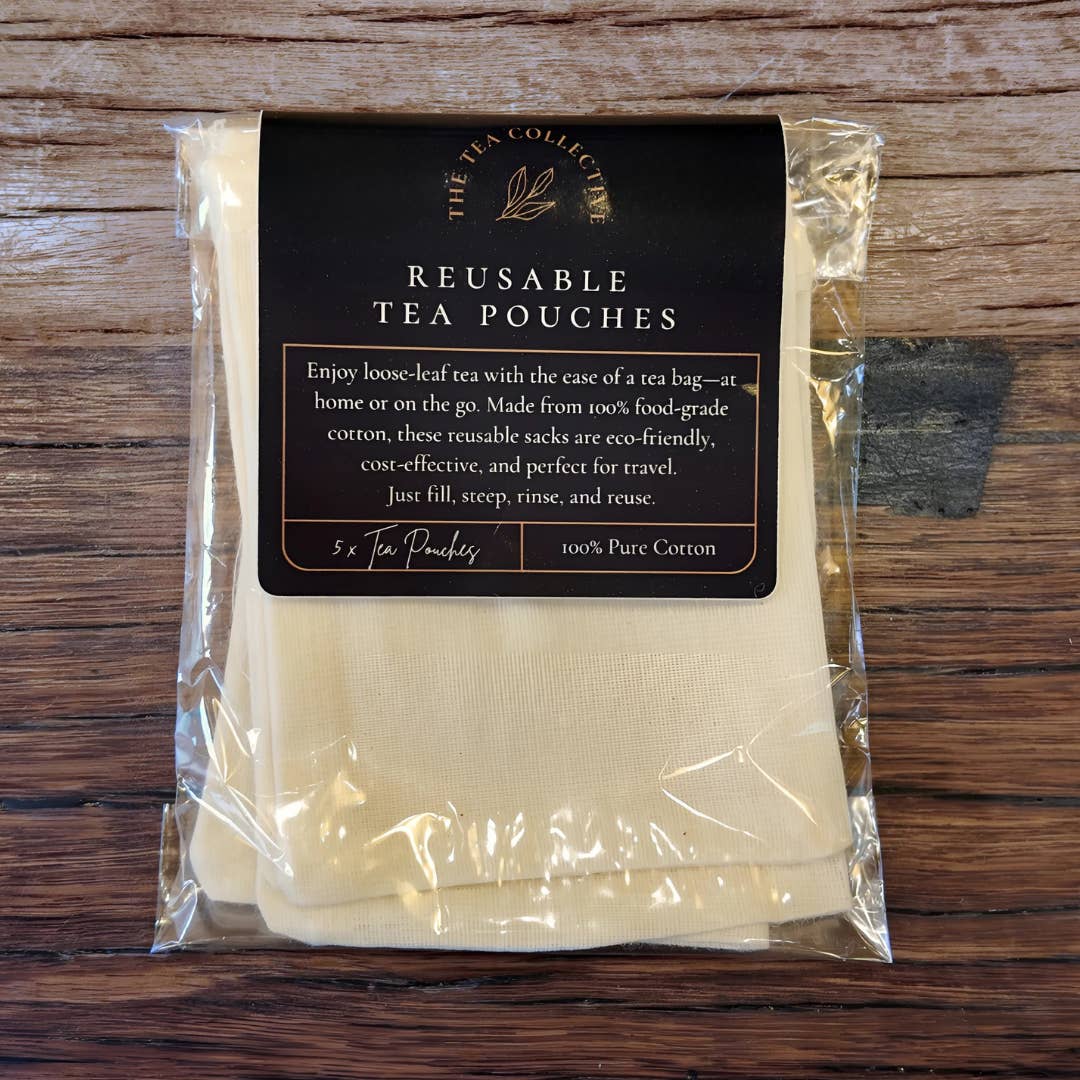 THE TEA COLLECTIVE
REUSABLE
TEA POUCHES
Enjoy loose-leaf tea with the ease of a tea bag—at
home or on the go. Made from 100% food-grade
cotton, these reusable sacks are eco-friendly,
cost-effective, and perfect for travel.
Just fill, steep, rinse, and reuse.
5 x Tea Pouches
100% Pure Cotton